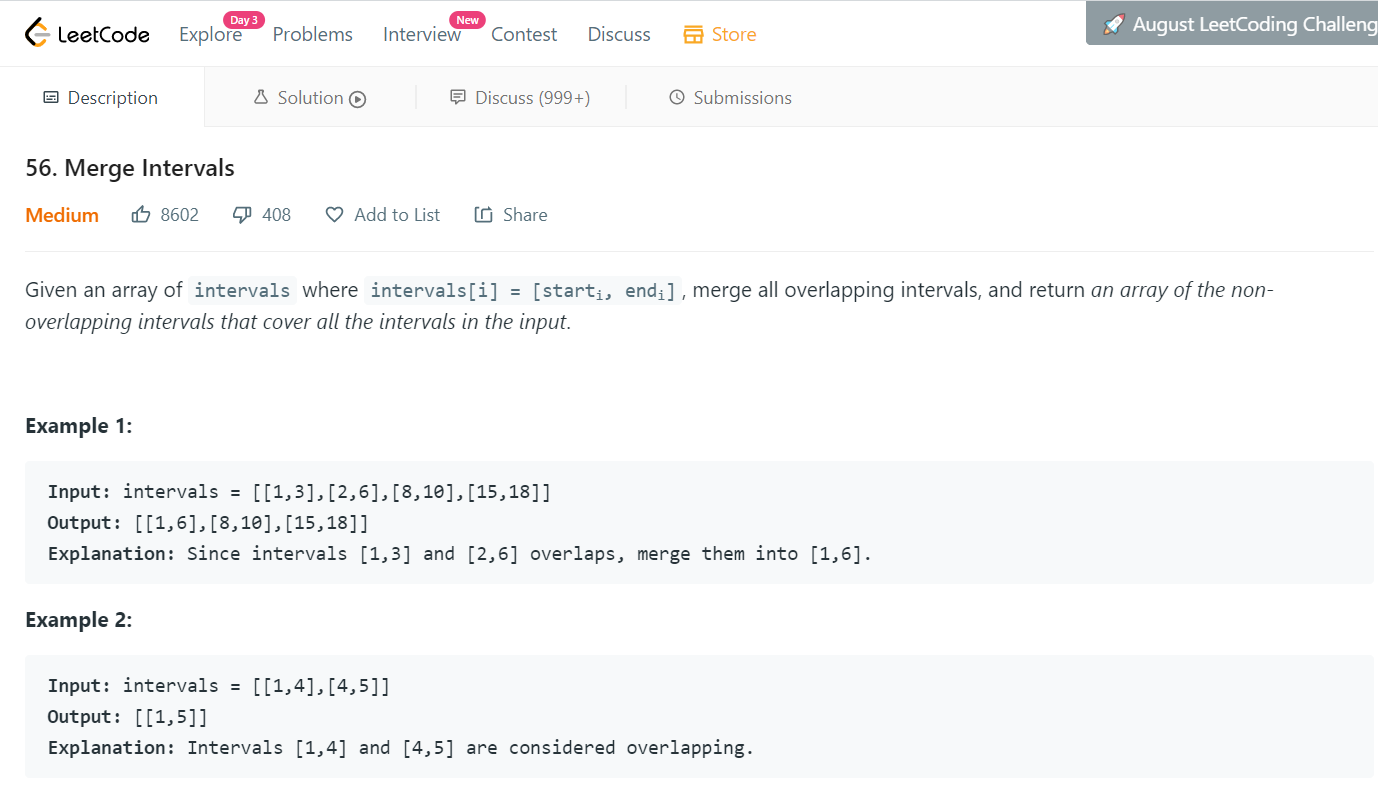 LeetCode Explore Day 3 Problems Interview New Contest Discuss Store August LeetCoding Challeng
Description Solution Discuss (999+) Submissions
56. Merge Intervals
Medium 8602 408 Add to List Share
Given an array of intervals where intervals[i] = [startᵢ, endᵢ], merge all overlapping intervals, and return an array of the non-
overlapping intervals that cover all the intervals in the input.
Example 1:
Input: intervals = [[1,3],[2,6],[8,10],[15,18]]
Output: [[1,6],[8,10],[15,18]]
Explanation: Since intervals [1,3] and [2,6] overlaps, merge them into [1,6].
Example 2:
Input: intervals = [[1,4],[4,5]]
Output: [[1,5]]
Explanation: Intervals [1,4] and [4,5] are considered overlapping.